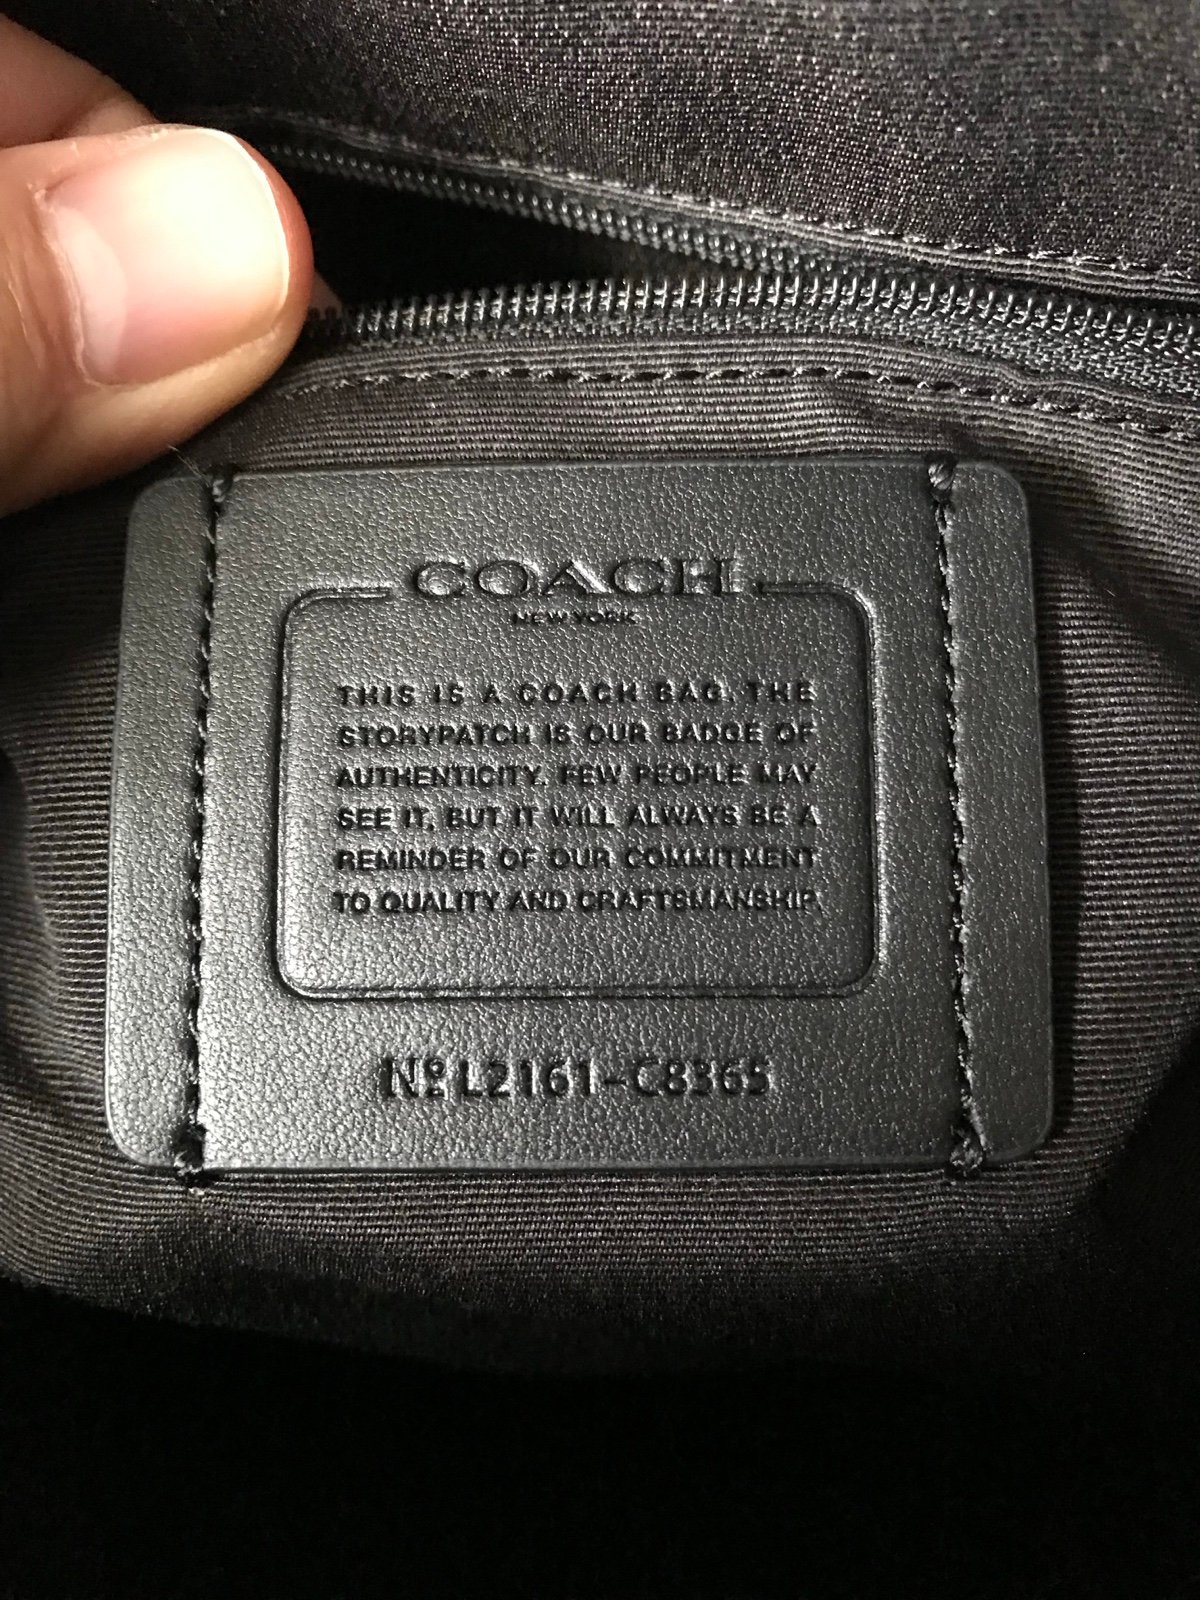 COACH
NEW YORK
THIS IS A COACH BAG. THE
STORYPATCH IS OUR BADGE OF
AUTHENTICITY. FEW PEOPLE MAY
SEE IT, BUT IT WILL ALWAYS BE A
REMINDER OF OUR COMMITMENT
TO QUALITY AND CRAFTSMANSHIP.
Nº L2161-C8365